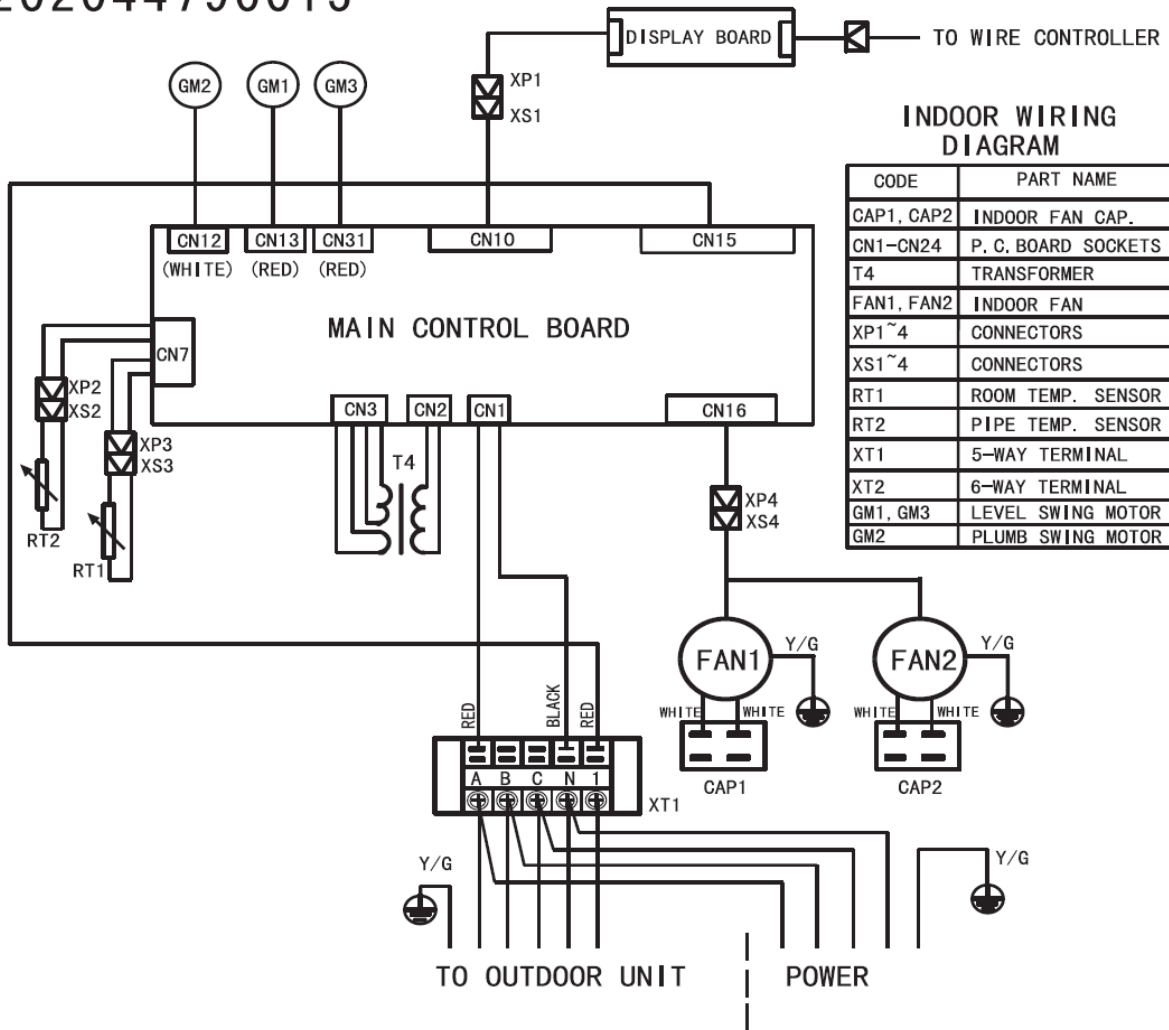 DISPLAY BOARD
TO WIRE CONTROLLER
XP1
XS1
GM2
GM1
GM3
INDOOR WIRING
DIAGRAM
CODE PART NAME
CAP1, CAP2 INDOOR FAN CAP.
CN1-CN24 P.C.BOARD SOCKETS
T4 TRANSFORMER
FAN1, FAN2 INDOOR FAN
XP1~4 CONNECTORS
XS1~4 CONNECTORS
RT1 ROOM TEMP. SENSOR
RT2 PIPE TEMP. SENSOR
XT1 5-WAY TERMINAL
XT2 6-WAY TERMINAL
GM1, GM3 LEVEL SWING MOTOR
GM2 PLUMB SWING MOTOR
CN12 CN13 CN31 CN10 CN15
(WHITE) (RED) (RED)
MAIN CONTROL BOARD
CN7
XP2
XS2
XP3
XS3
RT2
RT1
CN3 CN2 CN1 CN16
T4
XP4
XS4
FAN1 Y/G FAN2 Y/G
WHITE WHITE WHITE WHITE
CAP1 CAP2
RED BLACK RED
A B C N 1
XT1
Y/G
Y/G
TO OUTDOOR UNIT POWER